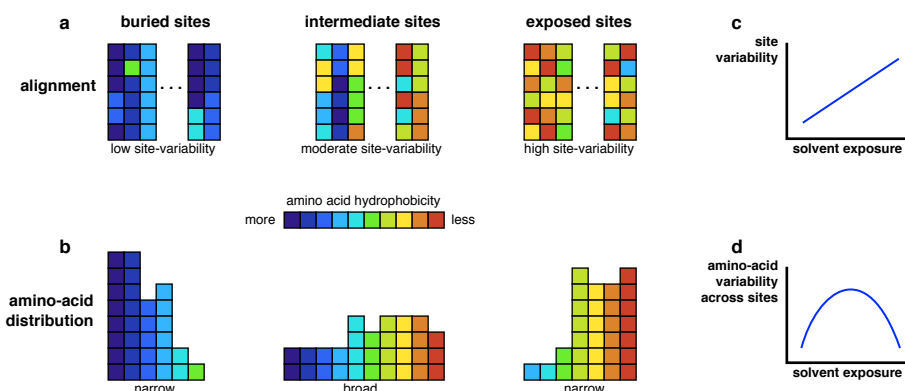 a
buried sites
intermediate sites
exposed sites
c
alignment
. . .
. . .
. . .
low site-variability
moderate site-variability
high site-variability
site
variability
solvent exposure
amino acid hydrophobicity
more
less
b
amino-acid
distribution
narrow
broad
narrow
d
amino-acid
variability
across sites
solvent exposure